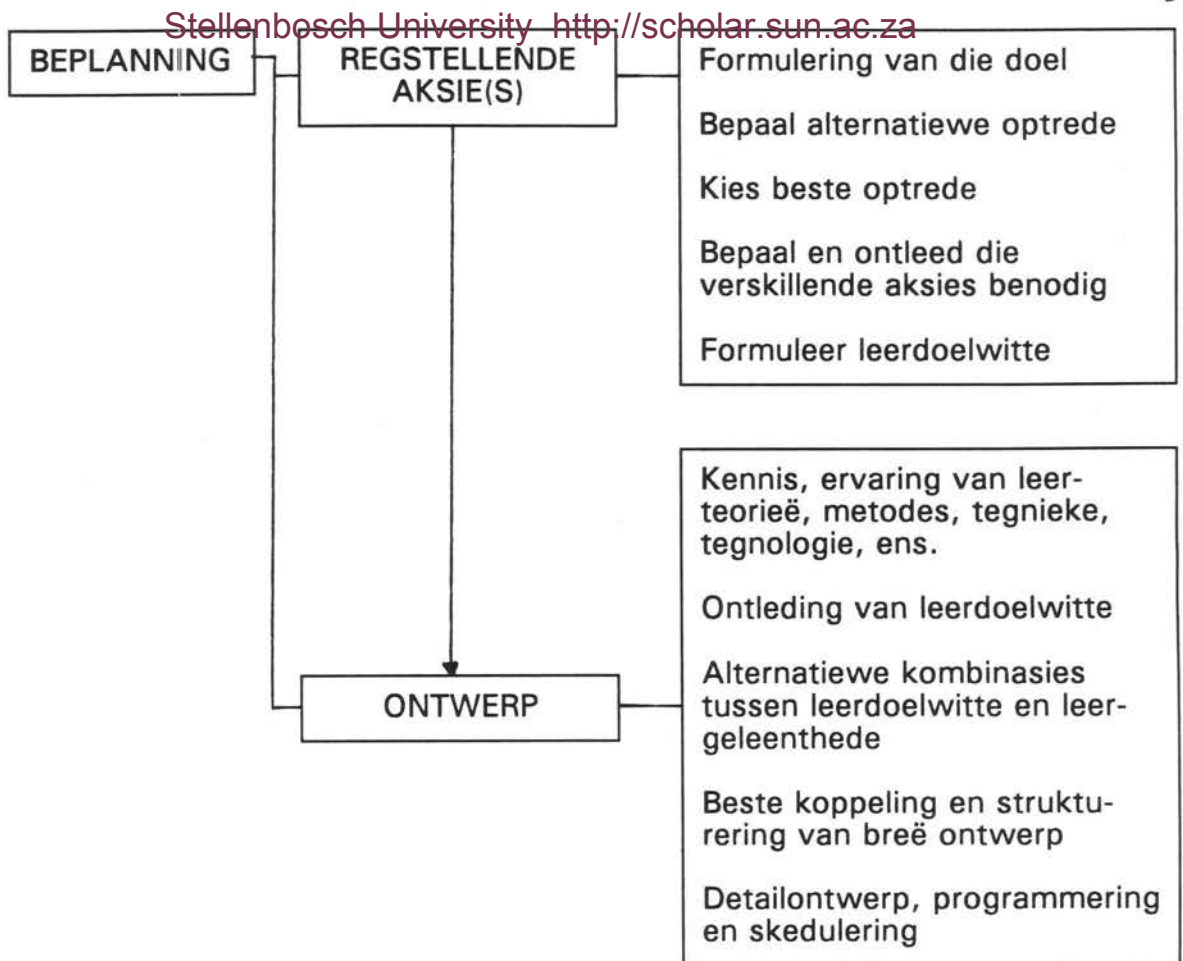 Stellenbosch University http://scholar.sun.ac.za
BEPLANNING
REGSTELLENDE
AKSIE(S)
Formulering van die doel
Bepaal alternatiewe optrede
Kies beste optrede
Bepaal en ontleed die
verskillende aksies benodig
Formuleer leerdoelwitte
ONTWERP
Kennis, ervaring van leer-
teorieë, metodes, tegnieke,
tegnologie, ens.
Ontleding van leerdoelwitte
Alternatiewe kombinasies
tussen leerdoelwitte en leer-
geleenthede
Beste koppeling en struktu-
rering van breë ontwerp
Detailontwerp, programmering
en skedulering